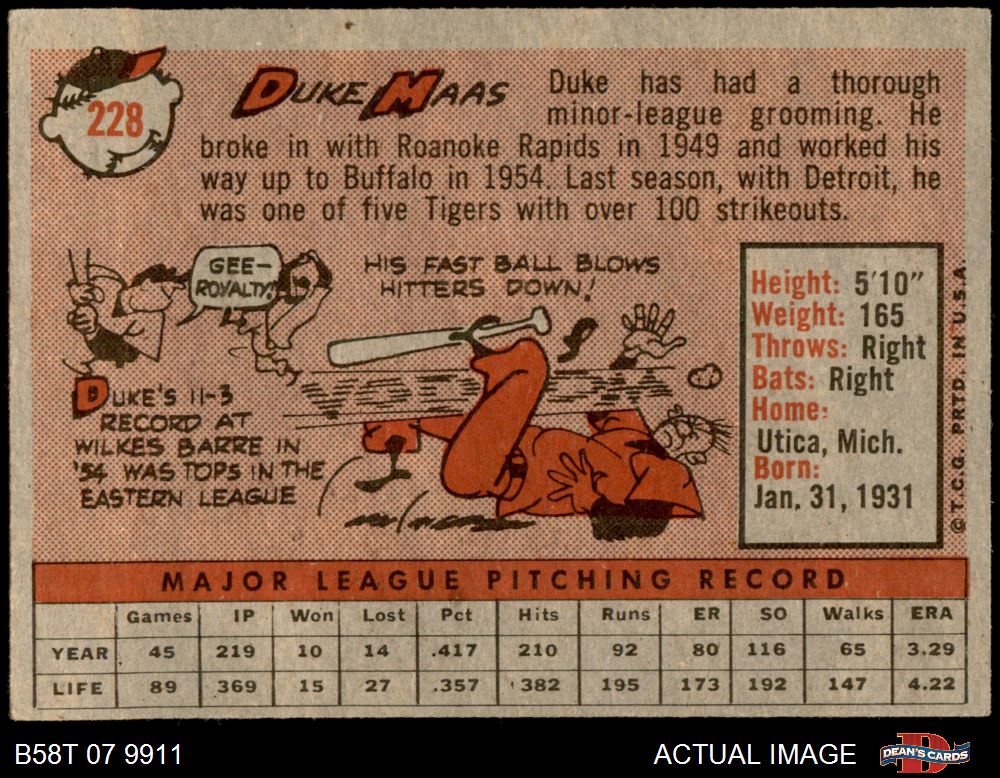 228
DUKE MAAS
Duke has had a thorough
minor-league grooming. He
broke in with Roanoke Rapids in 1949 and worked his
way up to Buffalo in 1954. Last season, with Detroit, he
was one of five Tigers with over 100 strikeouts.
GEE-
ROYALTY!
HIS FAST BALL BLOWS
HITTERS DOWN!
DUKE'S 11-3
RECORD AT
WILKES BARRE IN
'54 WAS TOPS IN THE
EASTERN LEAGUE
Height: 5'10"
Weight: 165
Throws: Right
Bats: Right
Home:
Utica, Mich.
Born:
Jan. 31, 1931
©T.C.G. PRTD. IN U.S.A.
MAJOR LEAGUE PITCHING RECORD
Games IP Won Lost Pct Hits Runs ER SO Walks ERA
YEAR 45 219 10 14 .417 210 92 80 116 65 3.29
LIFE 89 369 15 27 .357 382 195 173 192 147 4.22
B58T 07 9911
ACTUAL IMAGE
DEAN'S CARDS